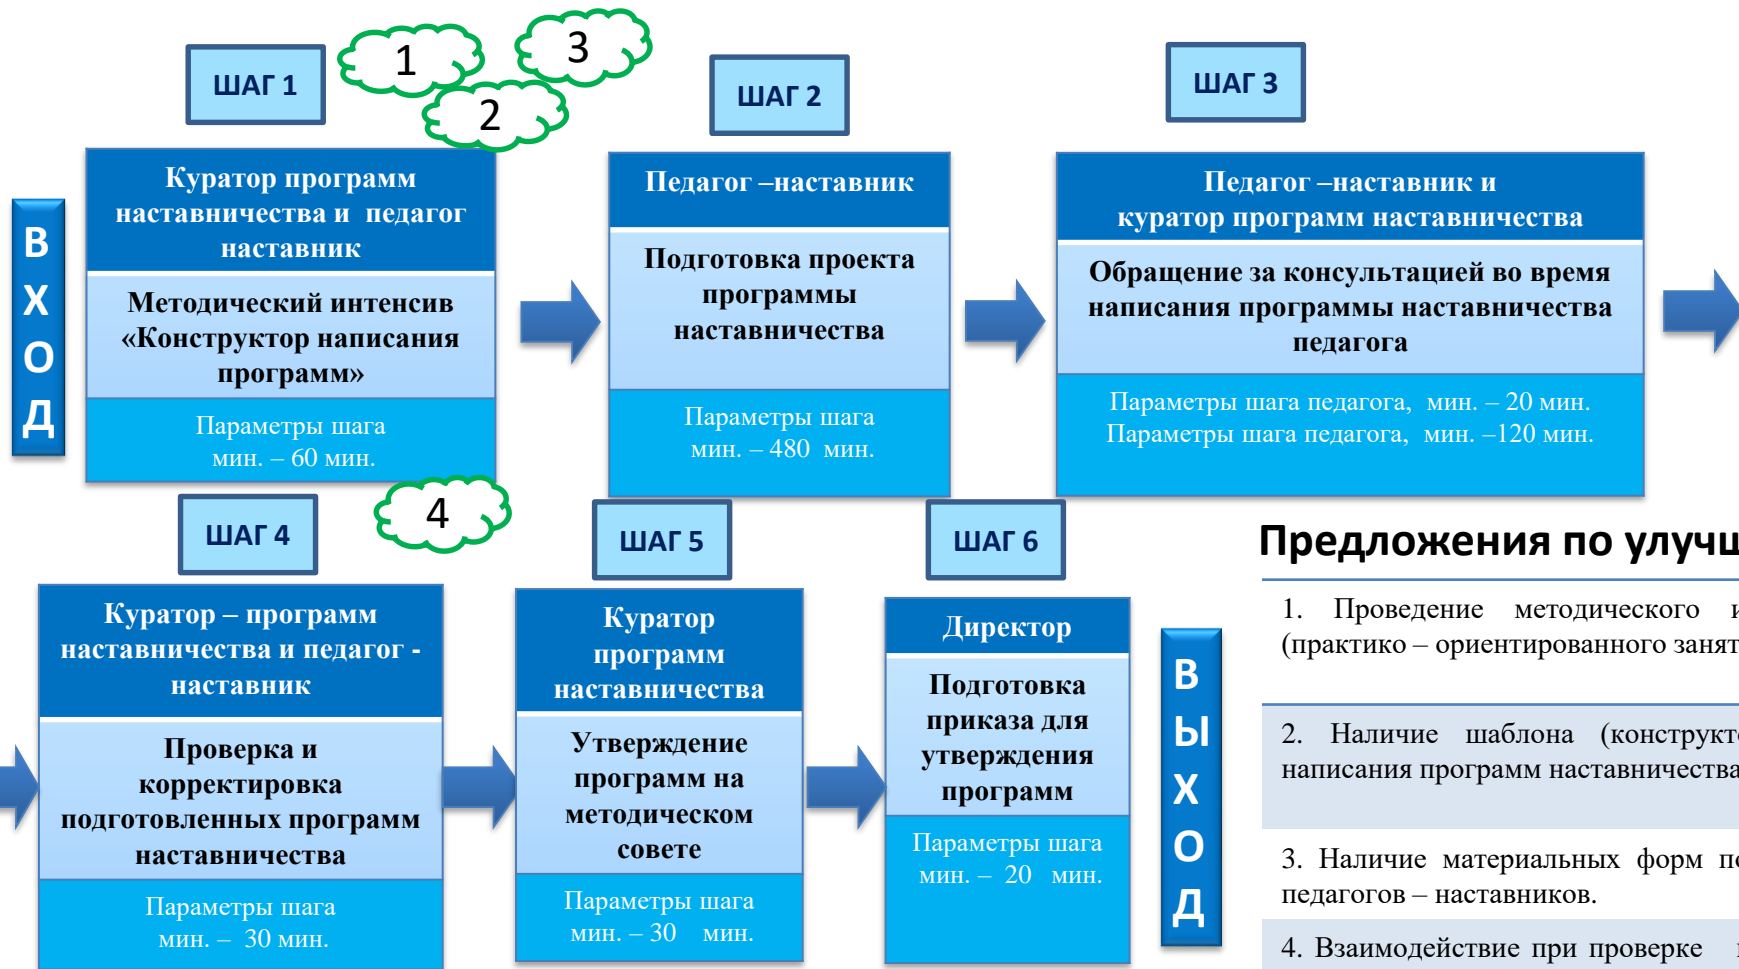 ШАГ 1
1
2
3
ШАГ 2
ШАГ 3
ВХОД
Куратор программ
наставничества и педагог
наставник
Методический интенсив
«Конструктор написания
программ»
Параметры шага
мин. – 60 мин.
Педагог –наставник
Подготовка проекта
программы
наставничества
Параметры шага
мин. – 480 мин.
Педагог –наставник и
куратор программ наставничества
Обращение за консультацией во время
написания программы наставничества
педагога
Параметры шага педагога, мин. – 20 мин.
Параметры шага педагога, мин. –120 мин.
ШАГ 4
4
ШАГ 5
ШАГ 6
Куратор – программ
наставничества и педагог -
наставник
Проверка и
корректировка
подготовленных программ
наставничества
Параметры шага
мин. – 30 мин.
Куратор
программ
наставничества
Утверждение
программ на
методическом
совете
Параметры шага
мин. – 30 мин.
Директор
Подготовка
приказа для
утверждения
программ
Параметры шага
мин. – 20 мин.
ВЫХОД
Предложения по
1. Проведение методического
(практико – ориентированного
2. Наличие шаблона
написания программ наставничества
3. Наличие материальных форм
педагогов – наставников.
4. Взаимодействие при проверке